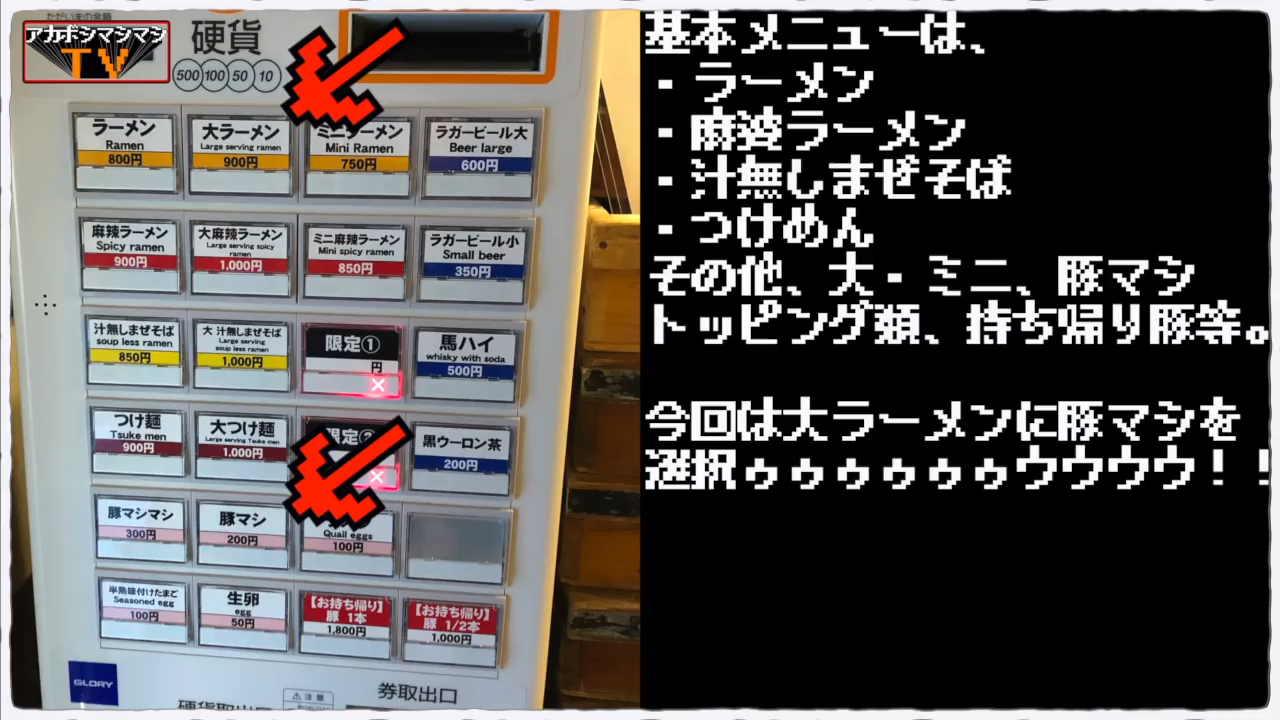 ただいまの金額
アカボシマシマシ
TV
硬貨
500 100 50 10
ラーメン
Ramen
800円
大ラーメン
Large serving ramen
900円
ミニラーメン
Mini Ramen
750円
ラガービール大
Beer large
600円
麻辣ラーメン
Spicy ramen
900円
大麻辣ラーメン
Large serving spicy
ramen
1,000円
ミニ麻辣ラーメン
Mini spicy ramen
850円
ラガービール小
Small beer
350円
汁無しまぜそば
soup less ramen
850円
大 汁無しまぜそば
Large serving
soup less ramen
1,000円
限定①
円
×
馬ハイ
whisky with soda
500円
つけ麺
Tsuke men
900円
大つけ麺
Large serving Tsuke men
1,000円
限定②
×
黒ウーロン茶
200円
豚マシマシ
300円
豚マシ
200円
Quail eggs
100円
半熟味付けたまご
Seasoned egg
100円
生卵
egg
50円
【お持ち帰り】
豚 1本
1,800円
【お持ち帰り】
豚 1/2本
1,000円
GLORY
硬貨取出口
注意
券取出口
基本メニューは、
・ラーメン
・麻婆ラーメン
・汁無しまぜそば
・つけめん
その他、大・ミニ、豚マシ
トッピング類、持ち帰り豚等。
今回は大ラーメンに豚マシを
選択ゥゥゥゥゥゥウウウウ！！